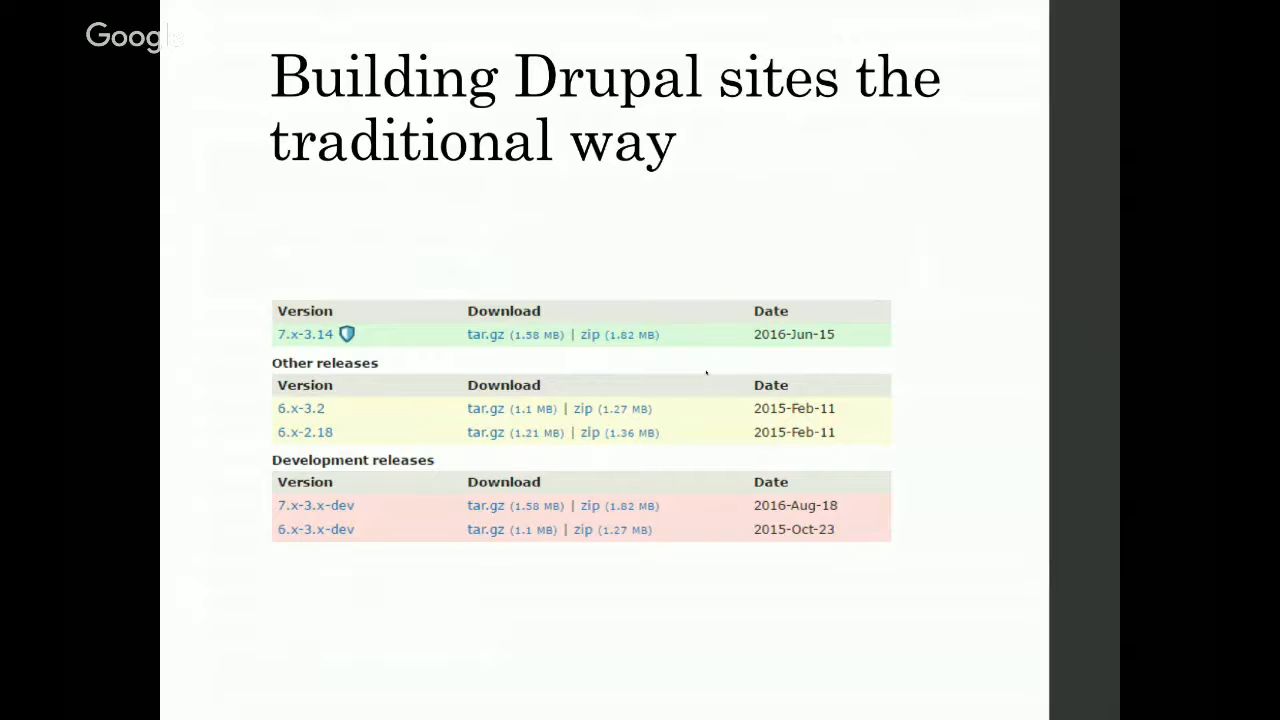 Google
Building Drupal sites the
traditional way
Version Download Date
7.x-3.14 tar.gz (1.58 MB) | zip (1.82 MB) 2016-Jun-15
Other releases
Version Download Date
6.x-3.2 tar.gz (1.1 MB) | zip (1.27 MB) 2015-Feb-11
6.x-2.18 tar.gz (1.21 MB) | zip (1.36 MB) 2015-Feb-11
Development releases
Version Download Date
7.x-3.x-dev tar.gz (1.58 MB) | zip (1.82 MB) 2016-Aug-18
6.x-3.x-dev tar.gz (1.1 MB) | zip (1.27 MB) 2015-Oct-23